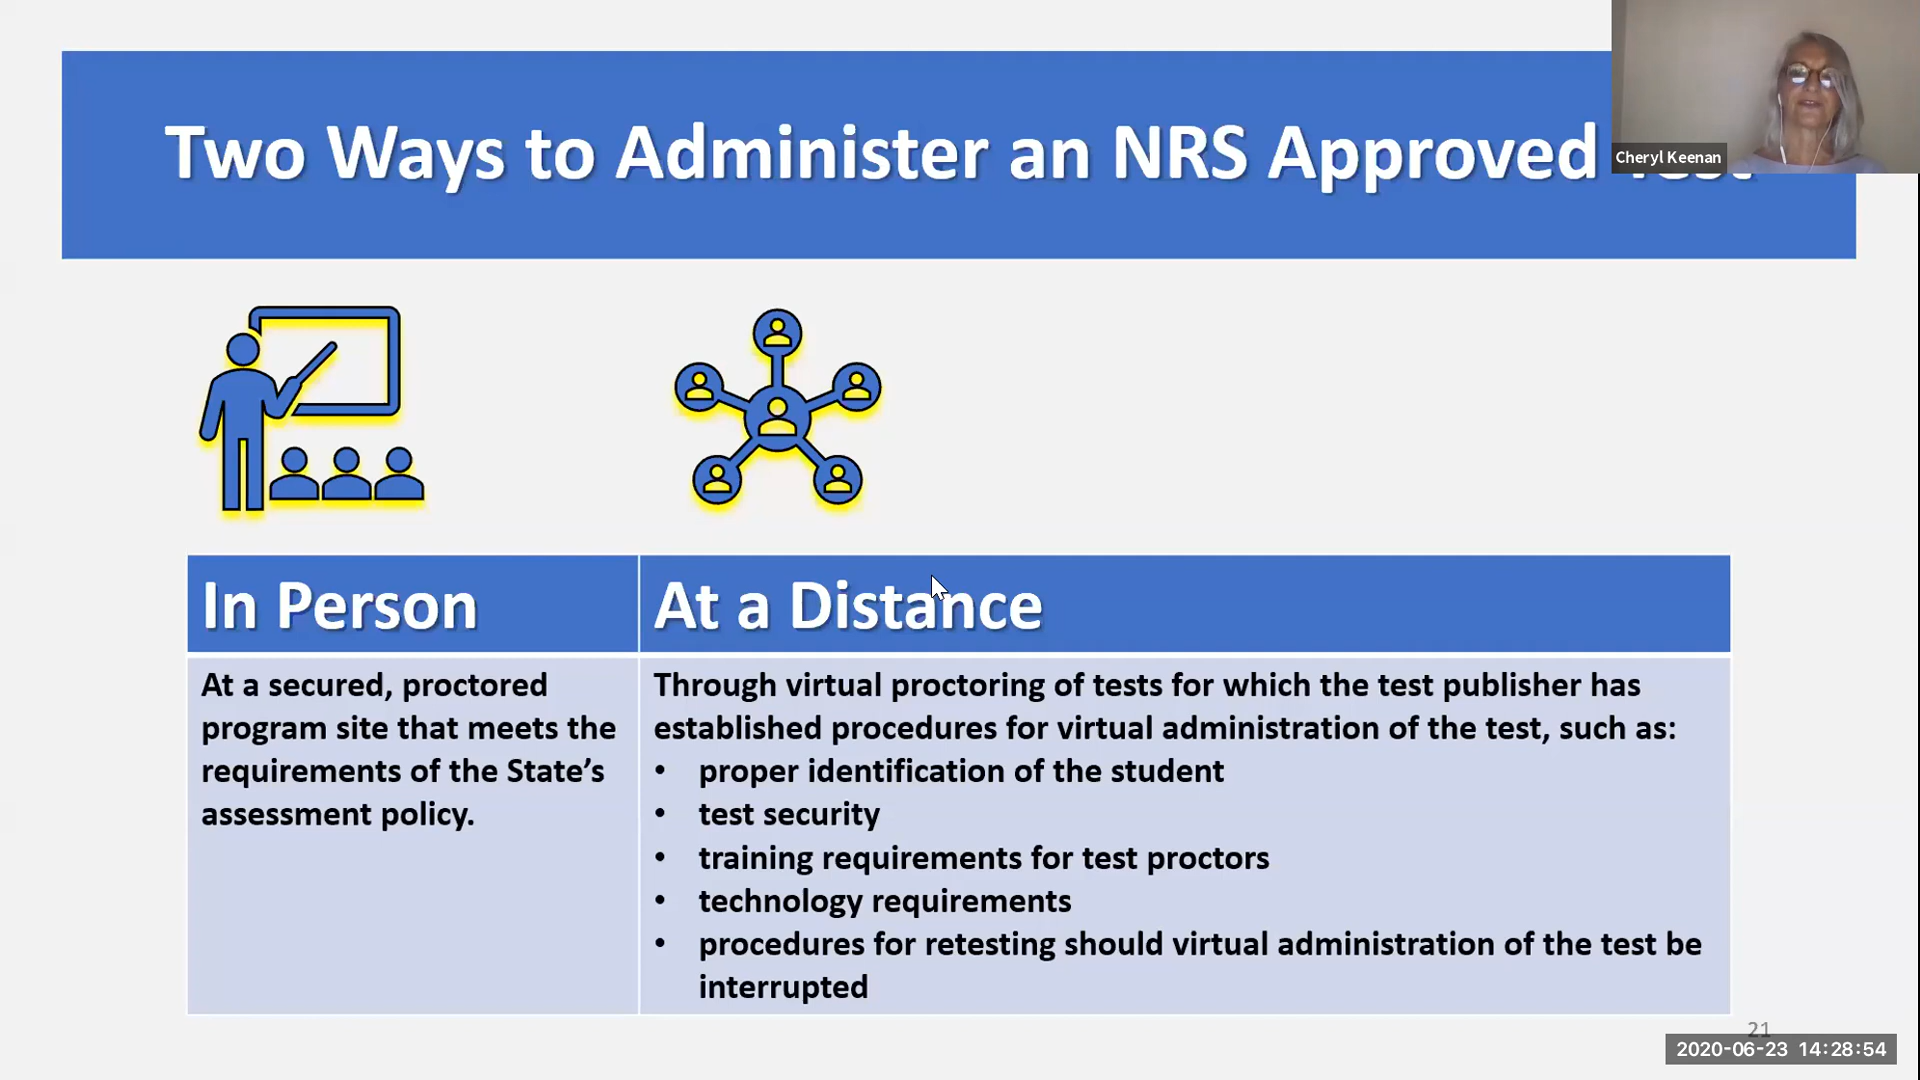 Two Ways to Administer an NRS Approved
Cheryl Keenan
In Person
At a Distance
At a secured, proctored
program site that meets the
requirements of the State's
assessment policy.
Through virtual proctoring of tests for which the test publisher has
established procedures for virtual administration of the test, such as:
• proper identification of the student
• test security
• training requirements for test proctors
• technology requirements
• procedures for retesting should virtual administration of the test be
interrupted
21
2020-06-23 14:28:54